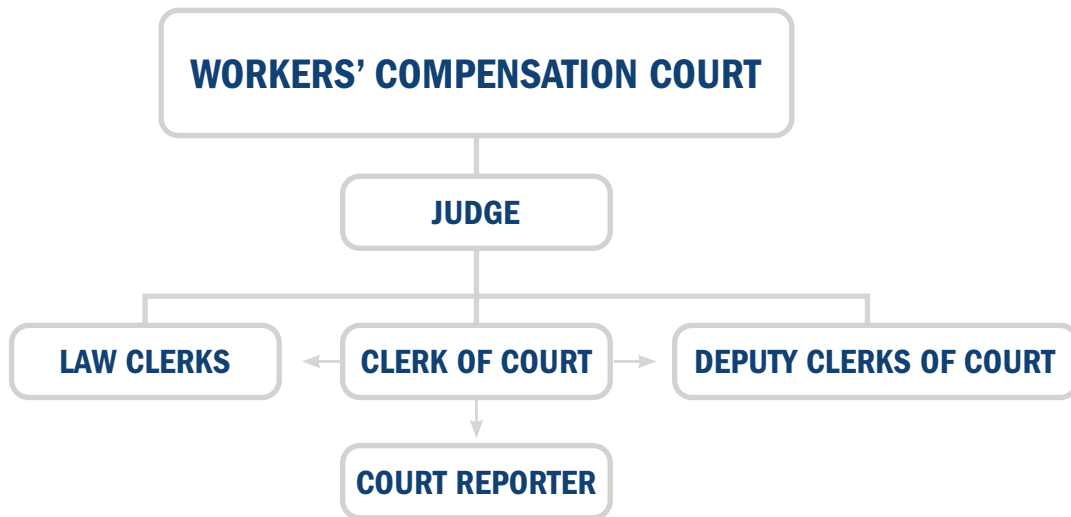 WORKERS’ COMPENSATION COURT
JUDGE
LAW CLERKS
CLERK OF COURT
DEPUTY CLERKS OF COURT
COURT REPORTER